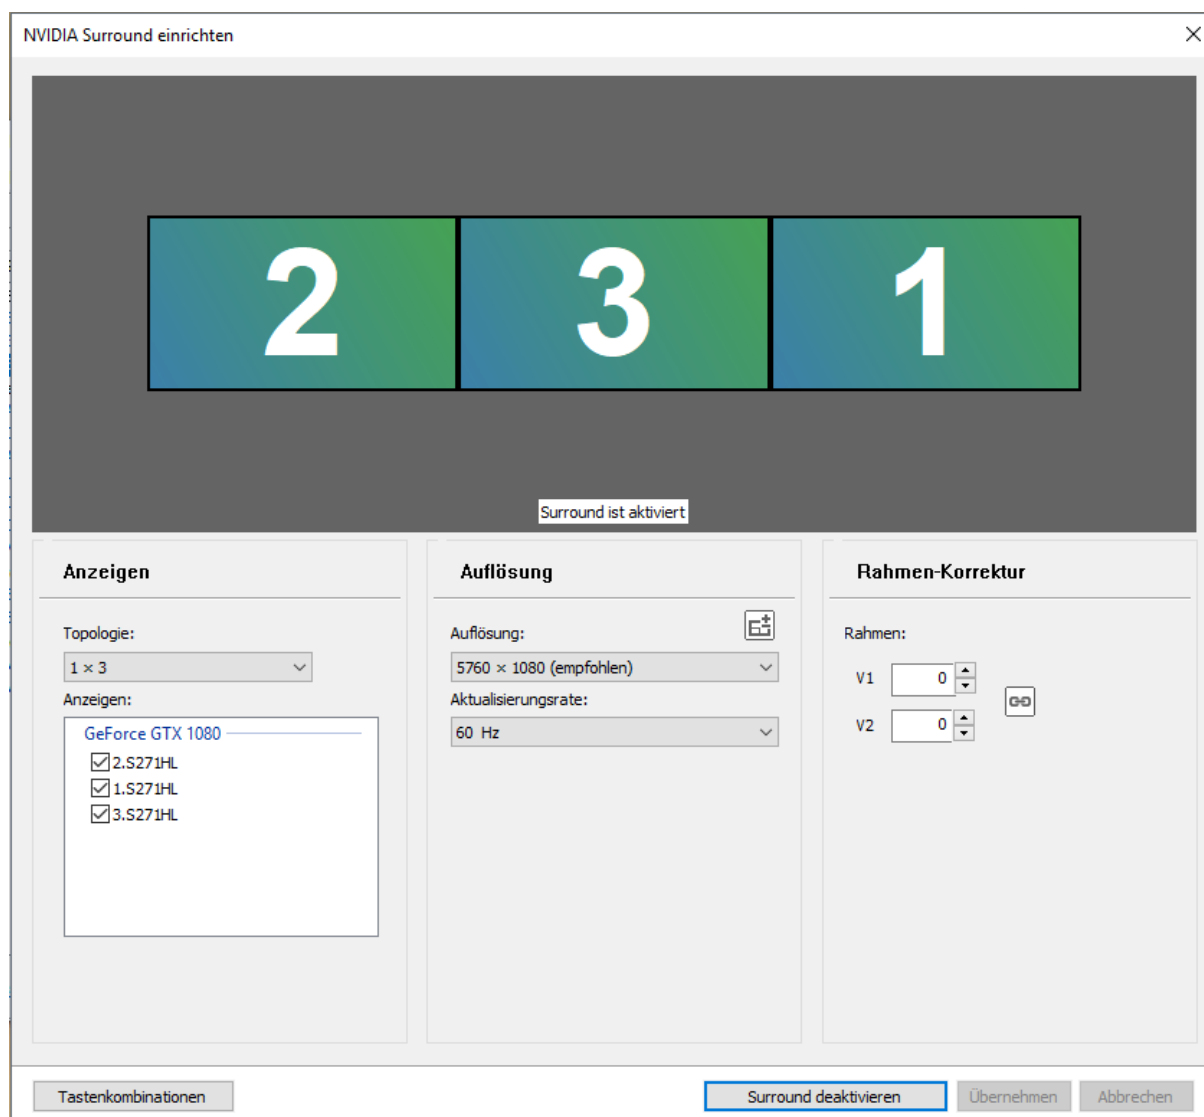 NVIDIA Surround einrichten
2 3 1
Surround ist aktiviert
Anzeigen
Topologie:
1 × 3
Anzeigen:
GeForce GTX 1080
2.S271HL
1.S271HL
3.S271HL
Auflösung
Auflösung:
5760 × 1080 (empfohlen)
Aktualisierungsrate:
60 Hz
Rahmen-Korrektur
Rahmen:
V1 0
V2 0
Tastenkombinationen
Surround deaktivieren
Übernehmen
Abbrechen